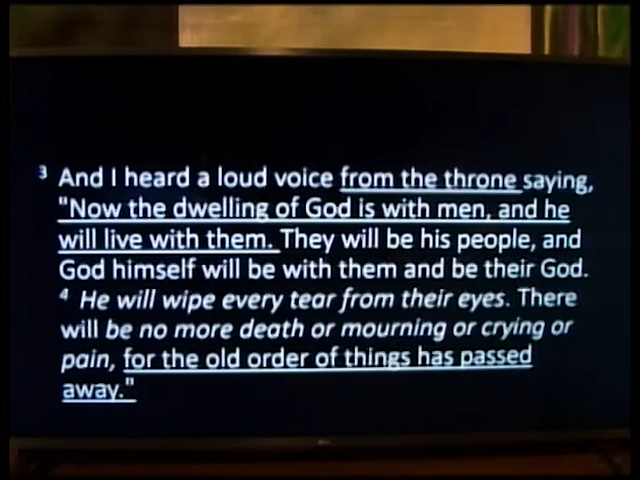 3 And I heard a loud voice from the throne saying,
"Now the dwelling of God is with men, and he
will live with them. They will be his people, and
God himself will be with them and be their God.
4 He will wipe every tear from their eyes. There
will be no more death or mourning or crying or
pain, for the old order of things has passed
away."